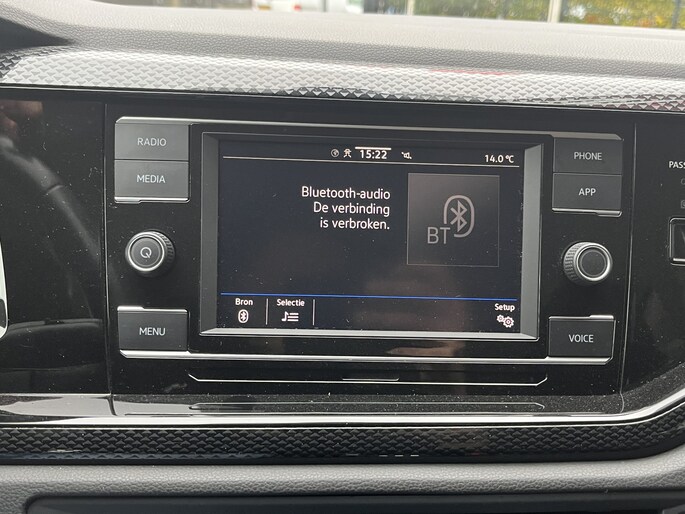 RADIO
MEDIA
MENU
15:22
14.0 °C
Bluetooth-audio
De verbinding
is verbroken.
BT
Bron
Selectie
Setup
PHONE
APP
VOICE
PASS